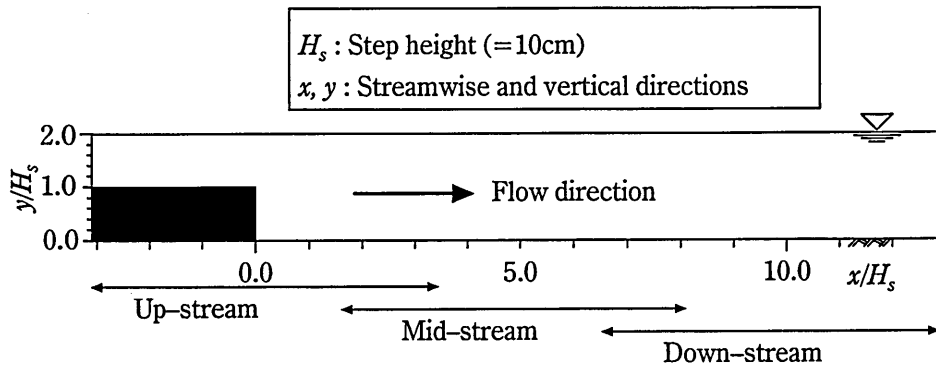 H_s : Step height (=10cm)
x, y : Streamwise and vertical directions
2.0
y/H_s
1.0
Flow direction
0.0
0.0
5.0
10.0
x/H_s
Up–stream
Mid–stream
Down–stream